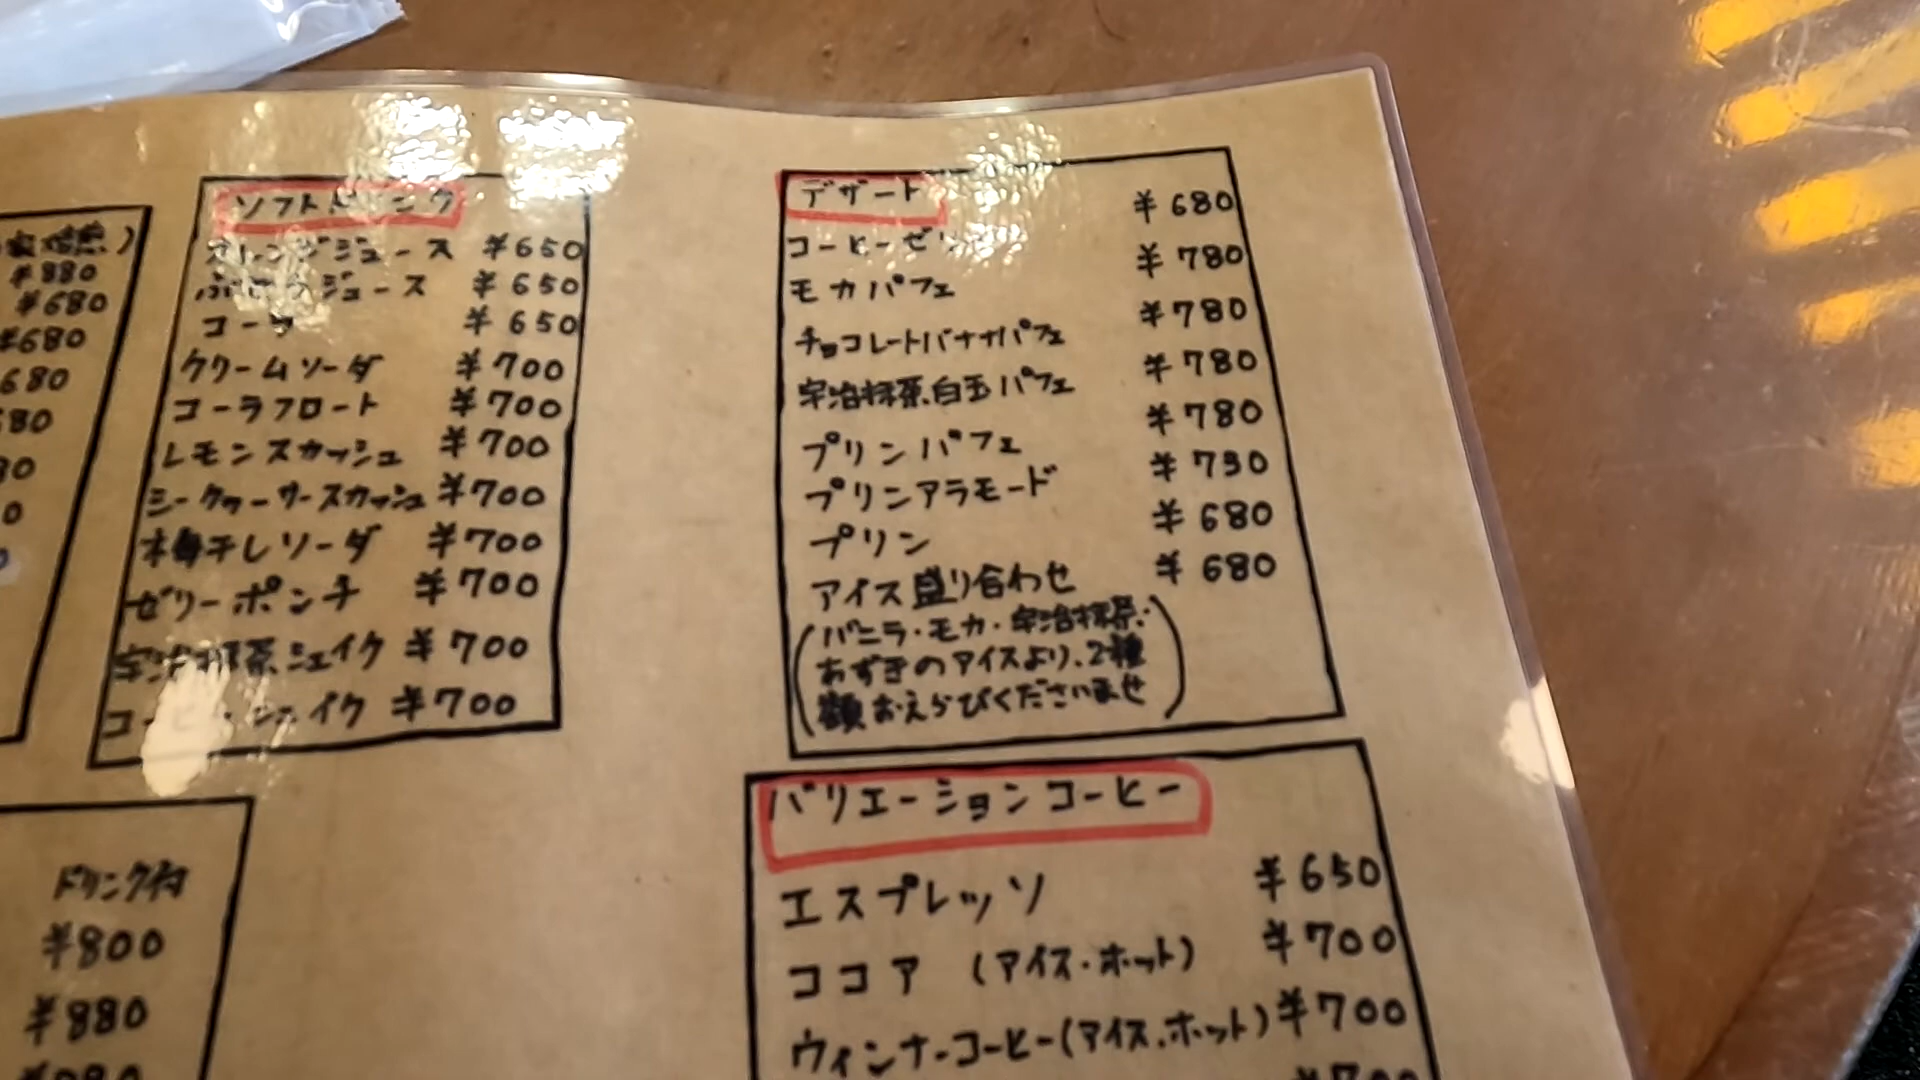 家焙煎)
¥880
¥680
¥680
680
ソフトドリンク
オレンジジュース ¥650
ぶどうジュース ¥650
コーラ ¥650
クリームソーダ ¥700
コーラフロート ¥700
レモンスカッシュ ¥700
シークヮーサースカッシュ ¥700
梅干しソーダ ¥700
ゼリーポンチ ¥700
宇治抹茶シェイク ¥700
コーヒーシェイク ¥700
デザート
コーヒーゼリー ¥680
モカパフェ ¥780
チョコレートバナナパフェ ¥780
宇治抹茶白玉パフェ ¥780
プリンパフェ ¥780
プリンアラモード ¥730
プリン ¥680
アイス盛り合わせ ¥680
(バニラ・モカ・宇治抹茶・
あずきのアイスより、2種
類おえらびくださいませ)
ドリンク付
¥800
¥880
バリエーションコーヒー
エスプレッソ ¥650
ココア (アイス・ホット) ¥700
ウィンナーコーヒー(アイス・ホット) ¥700